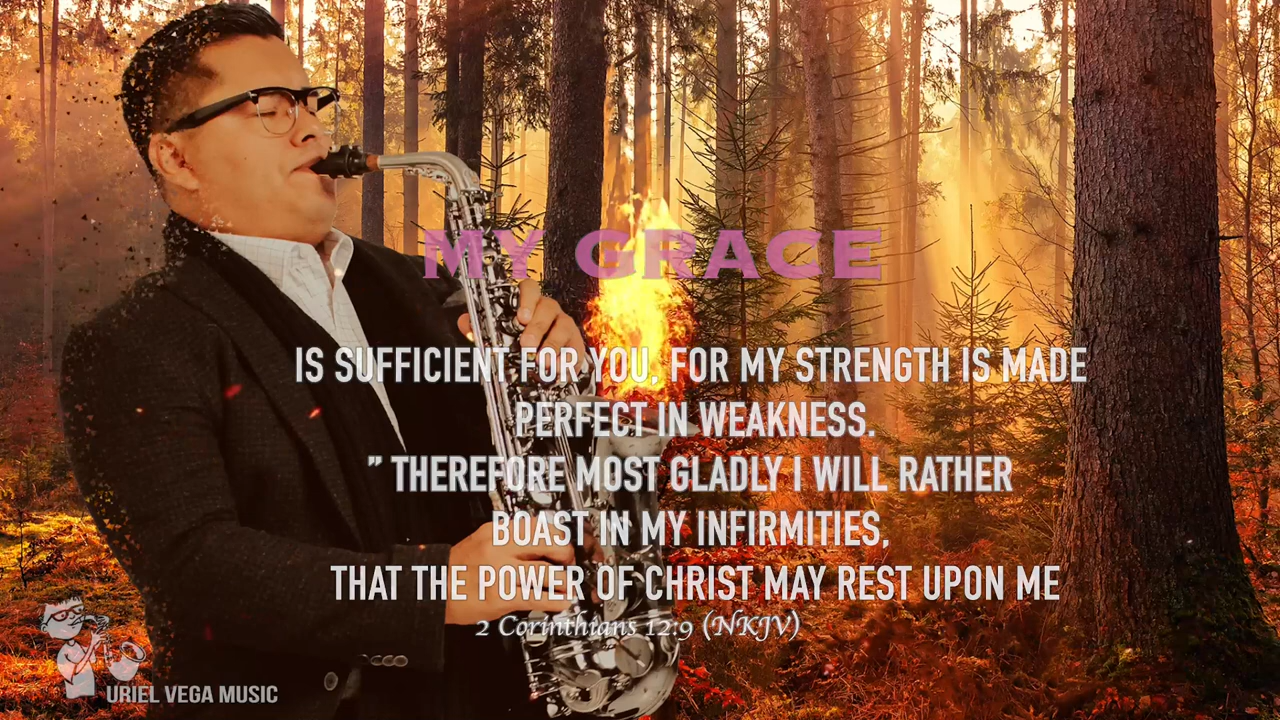 MY GRACE
IS SUFFICIENT FOR YOU, FOR MY STRENGTH IS MADE
PERFECT IN WEAKNESS.
” THEREFORE MOST GLADLY I WILL RATHER
BOAST IN MY INFIRMITIES,
THAT THE POWER OF CHRIST MAY REST UPON ME
2 Corinthians 12:9 (NKJV)
URIEL VEGA MUSIC